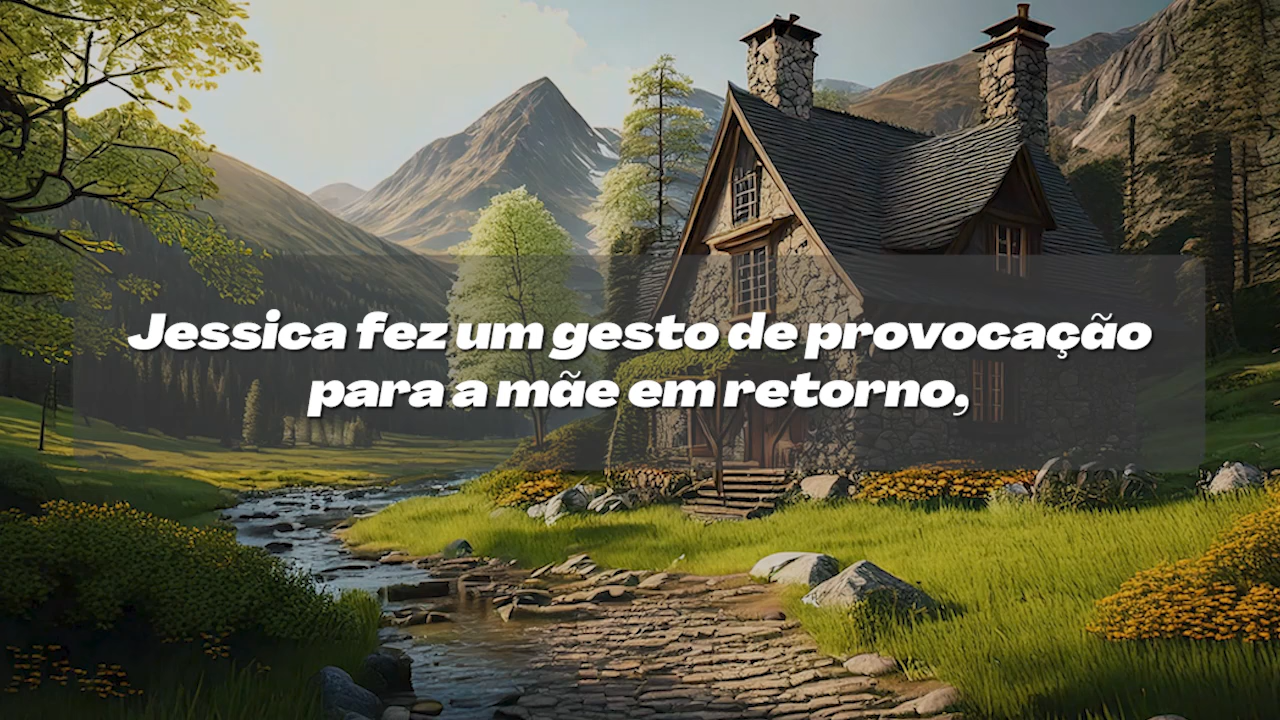 Jessica fez um gesto de provocação
para a mãe em retorno,